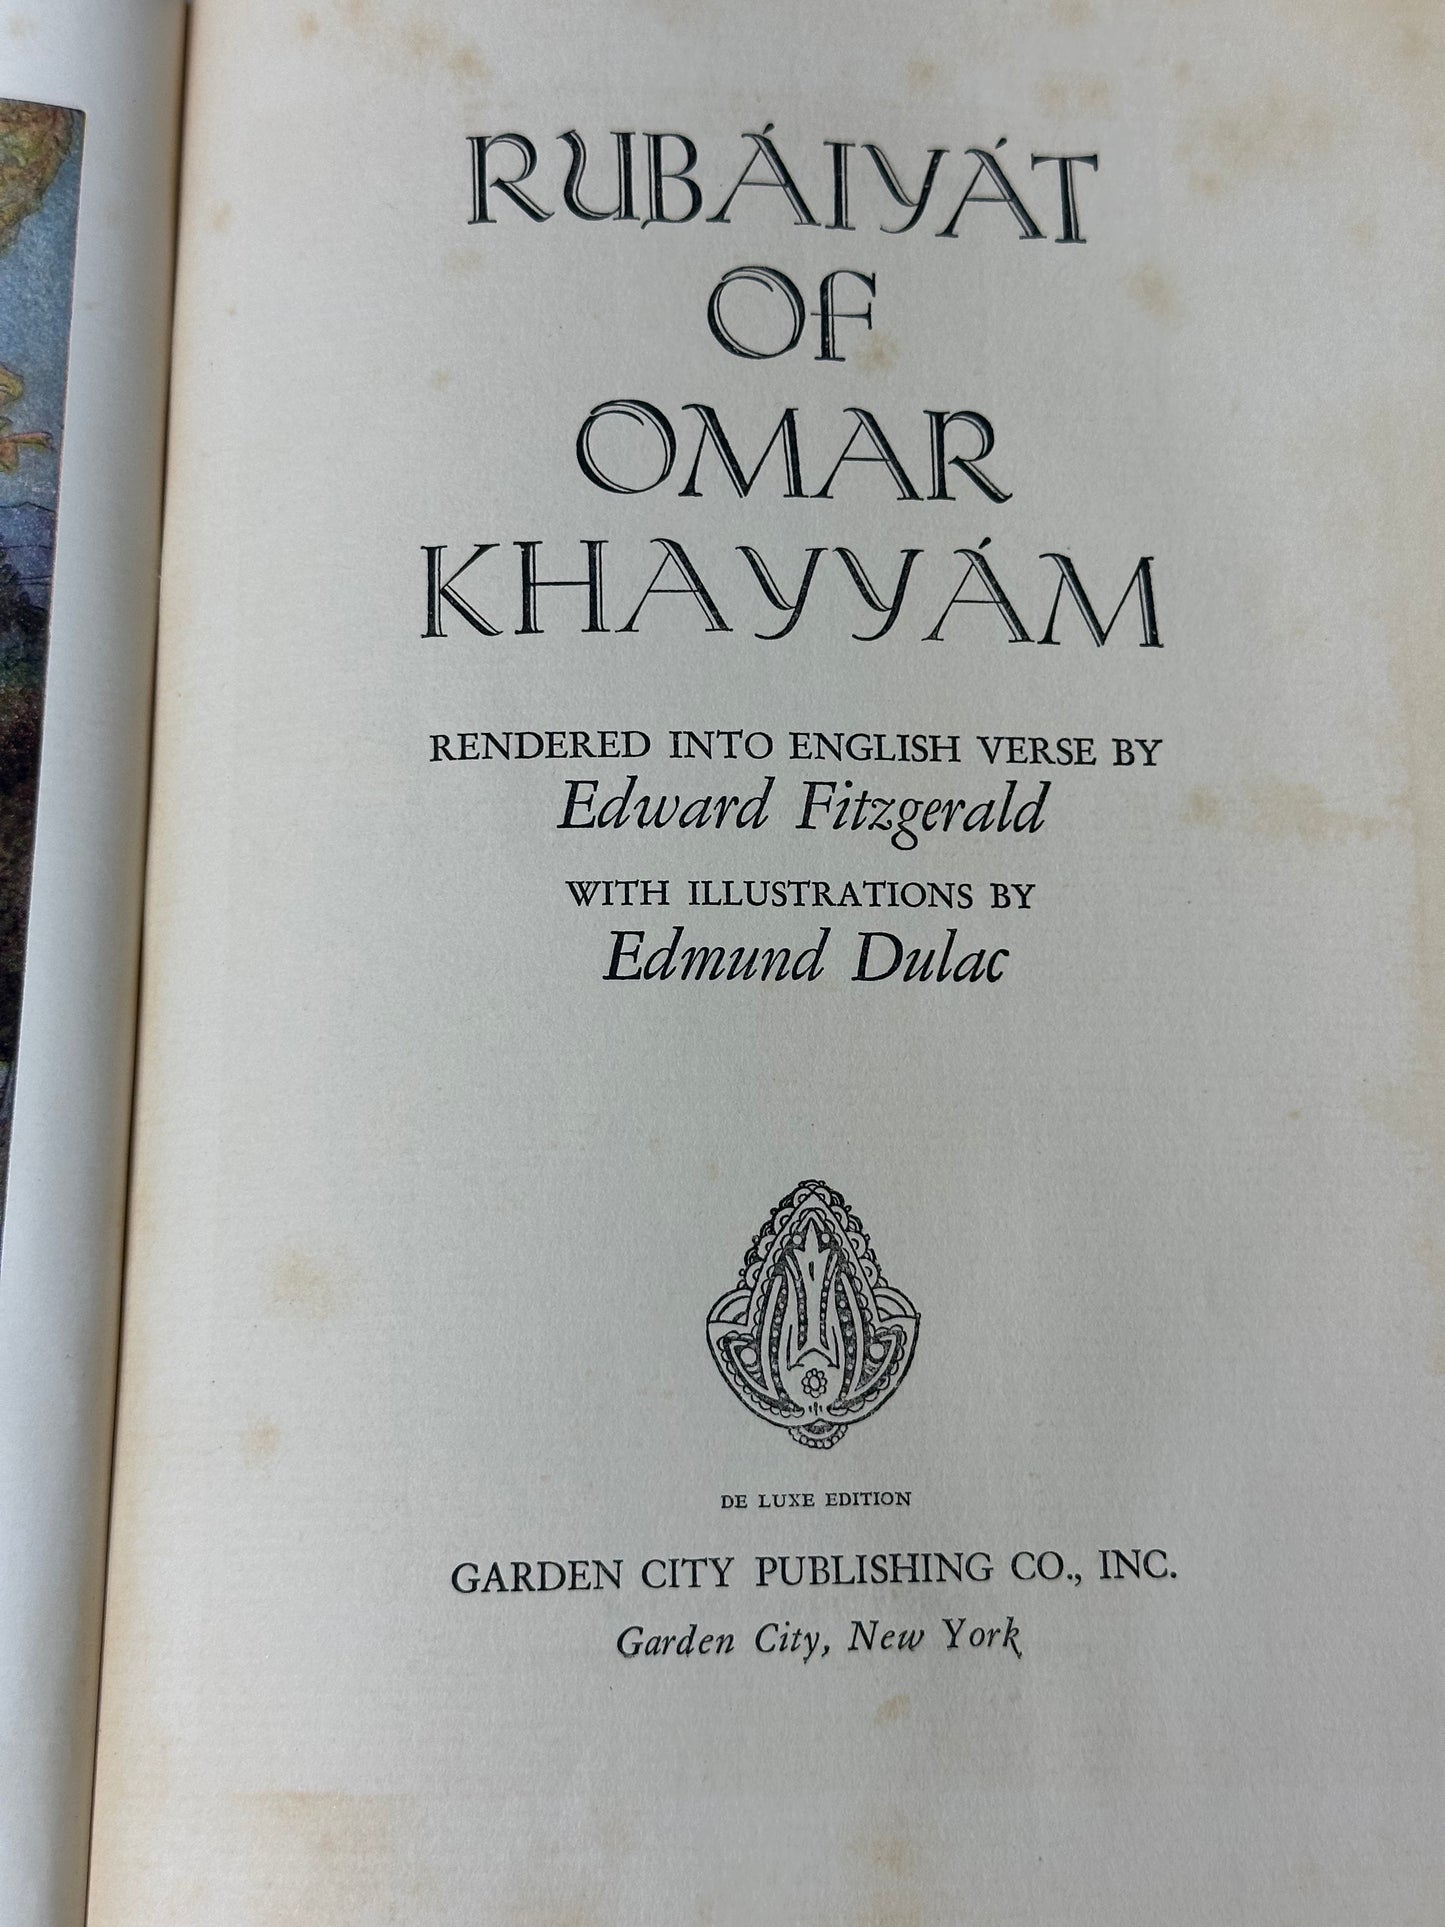 RUBÁIYÁT
OF
OMAR
KHAYYÁM
RENDERED INTO ENGLISH VERSE BY
Edward Fitzgerald
WITH ILLUSTRATIONS BY
Edmund Dulac
DE LUXE EDITION
GARDEN CITY PUBLISHING CO., INC.
Garden City, New York